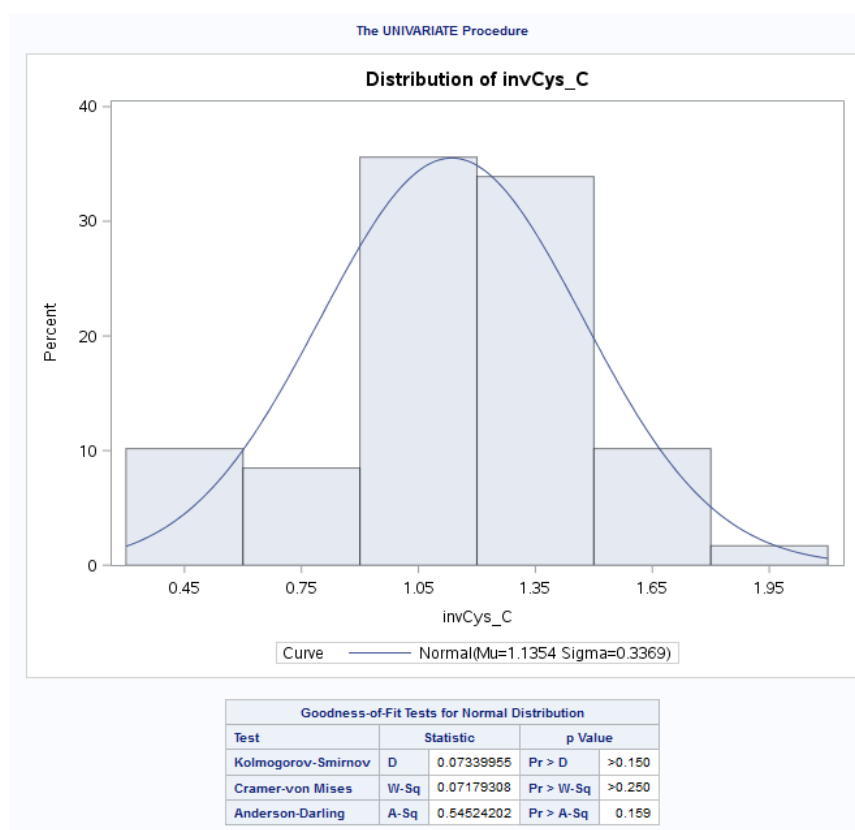 The UNIVARIATE Procedure
Distribution of invCys_C
40
30
20
10
0
Percent
0.45 0.75 1.05 1.35 1.65 1.95
invCys_C
Curve Normal(Mu=1.1354 Sigma=0.3369)
Goodness-of-Fit Tests for Normal Distribution
Test Statistic p Value
Kolmogorov-Smirnov D 0.07339955 Pr > D >0.150
Cramer-von Mises W-Sq 0.07179308 Pr > W-Sq >0.250
Anderson-Darling A-Sq 0.54524202 Pr > A-Sq 0.159